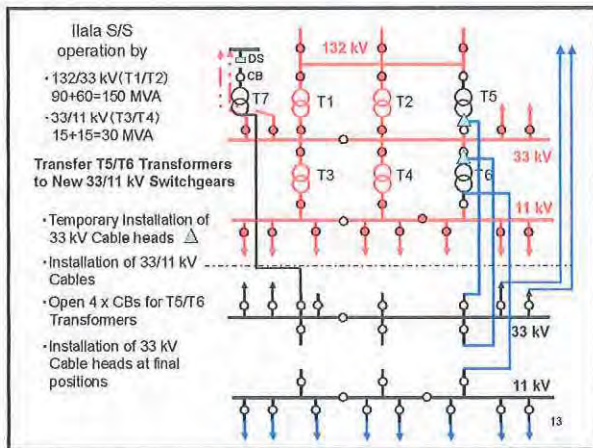 Ilala S/S
operation by
・132/33 kV(T1/T2)
90+60=150 MVA
・33/11 kV(T3/T4)
15+15=30 MVA
Transfer T5/T6 Transformers
to New 33/11 kV Switchgears
・Temporary Installation of
33 kV Cable heads
・Installation of 33/11 kV
Cables
・Open 4 x CBs for T5/T6
Transformers
・Installation of 33 kV
Cable heads at final
positions
DS
CB
T7
132 kV
T1
T2
T5
33 kV
T3
T4
T6
11 kV
33 kV
11 kV
13